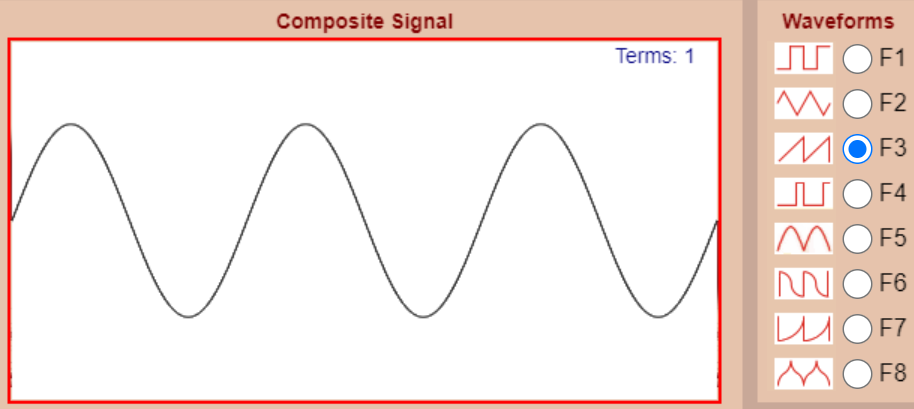 Composite Signal
Terms: 1
Waveforms
F1
F2
F3
F4
F5
F6
F7
F8